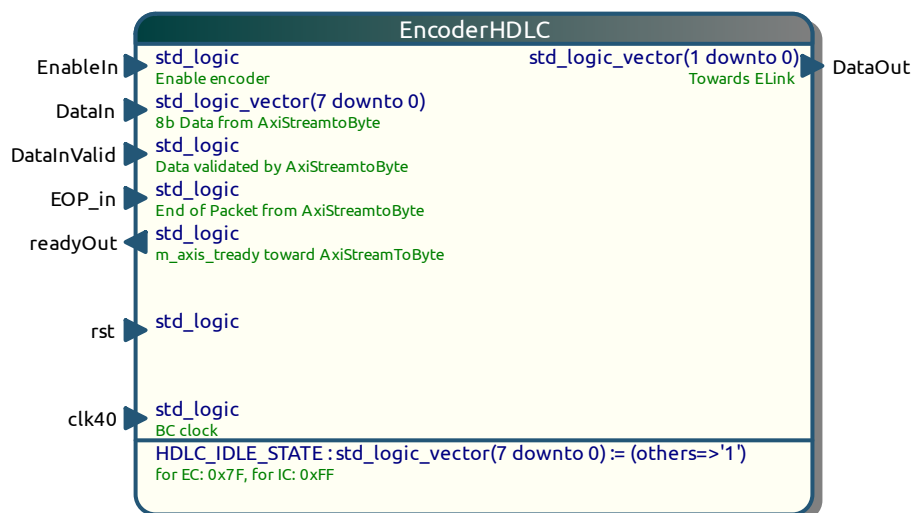 EncoderHDLC
EnableIn
std_logic
Enable encoder
std_logic_vector(1 downto 0)
Towards ELink
DataOut
DataIn
std_logic_vector(7 downto 0)
8b Data from AxiStreamtoByte
DataInValid
std_logic
Data validated by AxiStreamtoByte
EOP_in
std_logic
End of Packet from AxiStreamtoByte
readyOut
std_logic
m_axis_tready toward AxiStreamToByte
rst
std_logic
clk40
std_logic
BC clock
HDLC_IDLE_STATE : std_logic_vector(7 downto 0) := (others=>'1')
for EC: 0x7F, for IC: 0xFF